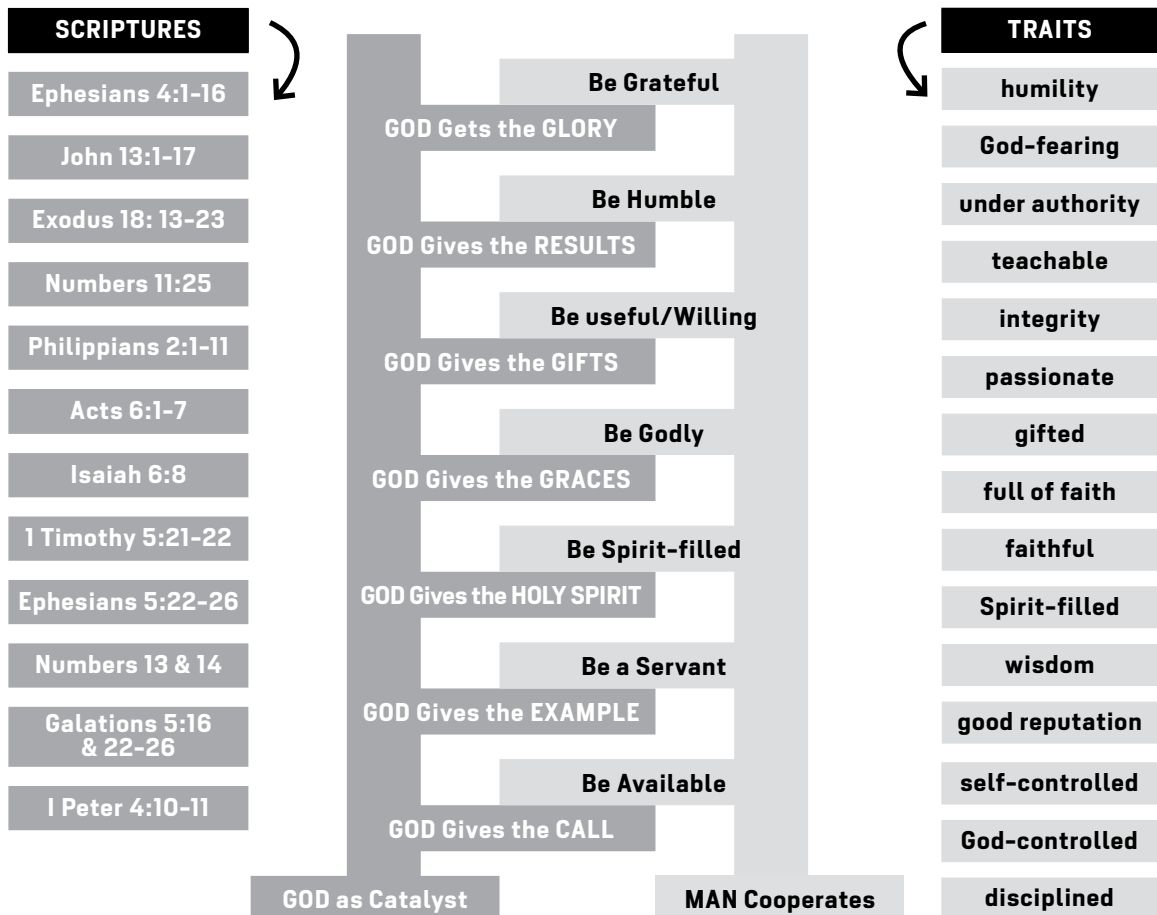 SCRIPTURES
Ephesians 4:1-16
John 13:1-17
Exodus 18: 13-23
Numbers 11:25
Philippians 2:1-11
Acts 6:1-7
Isaiah 6:8
1 Timothy 5:21-22
Ephesians 5:22-26
Numbers 13 & 14
Galations 5:16
& 22-26
I Peter 4:10-11
Be Grateful
GOD Gets the GLORY
Be Humble
GOD Gives the RESULTS
Be useful/Willing
GOD Gives the GIFTS
Be Godly
GOD Gives the GRACES
Be Spirit-filled
GOD Gives the HOLY SPIRIT
Be a Servant
GOD Gives the EXAMPLE
Be Available
GOD Gives the CALL
GOD as Catalyst
MAN Cooperates
TRAITS
humility
God-fearing
under authority
teachable
integrity
passionate
gifted
full of faith
faithful
Spirit-filled
wisdom
good reputation
self-controlled
God-controlled
disciplined